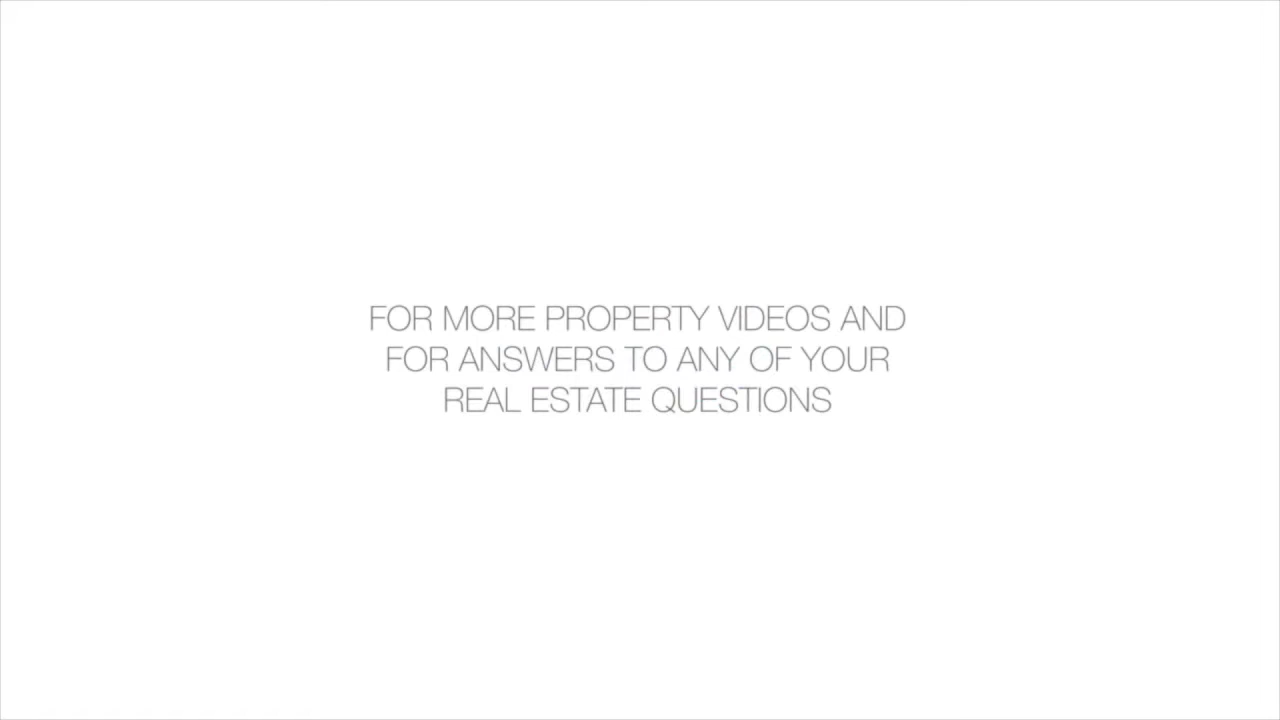 FOR MORE PROPERTY VIDEOS AND
FOR ANSWERS TO ANY OF YOUR
REAL ESTATE QUESTIONS